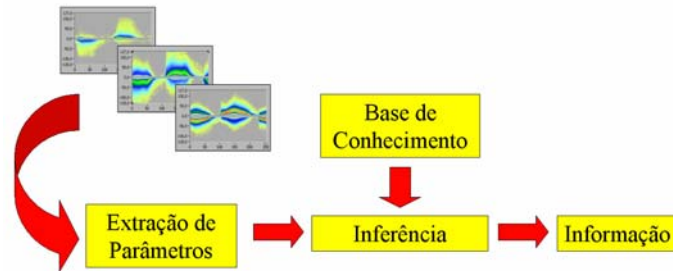 Base de
Conhecimento
Extração de
Parâmetros
Inferência
Informação